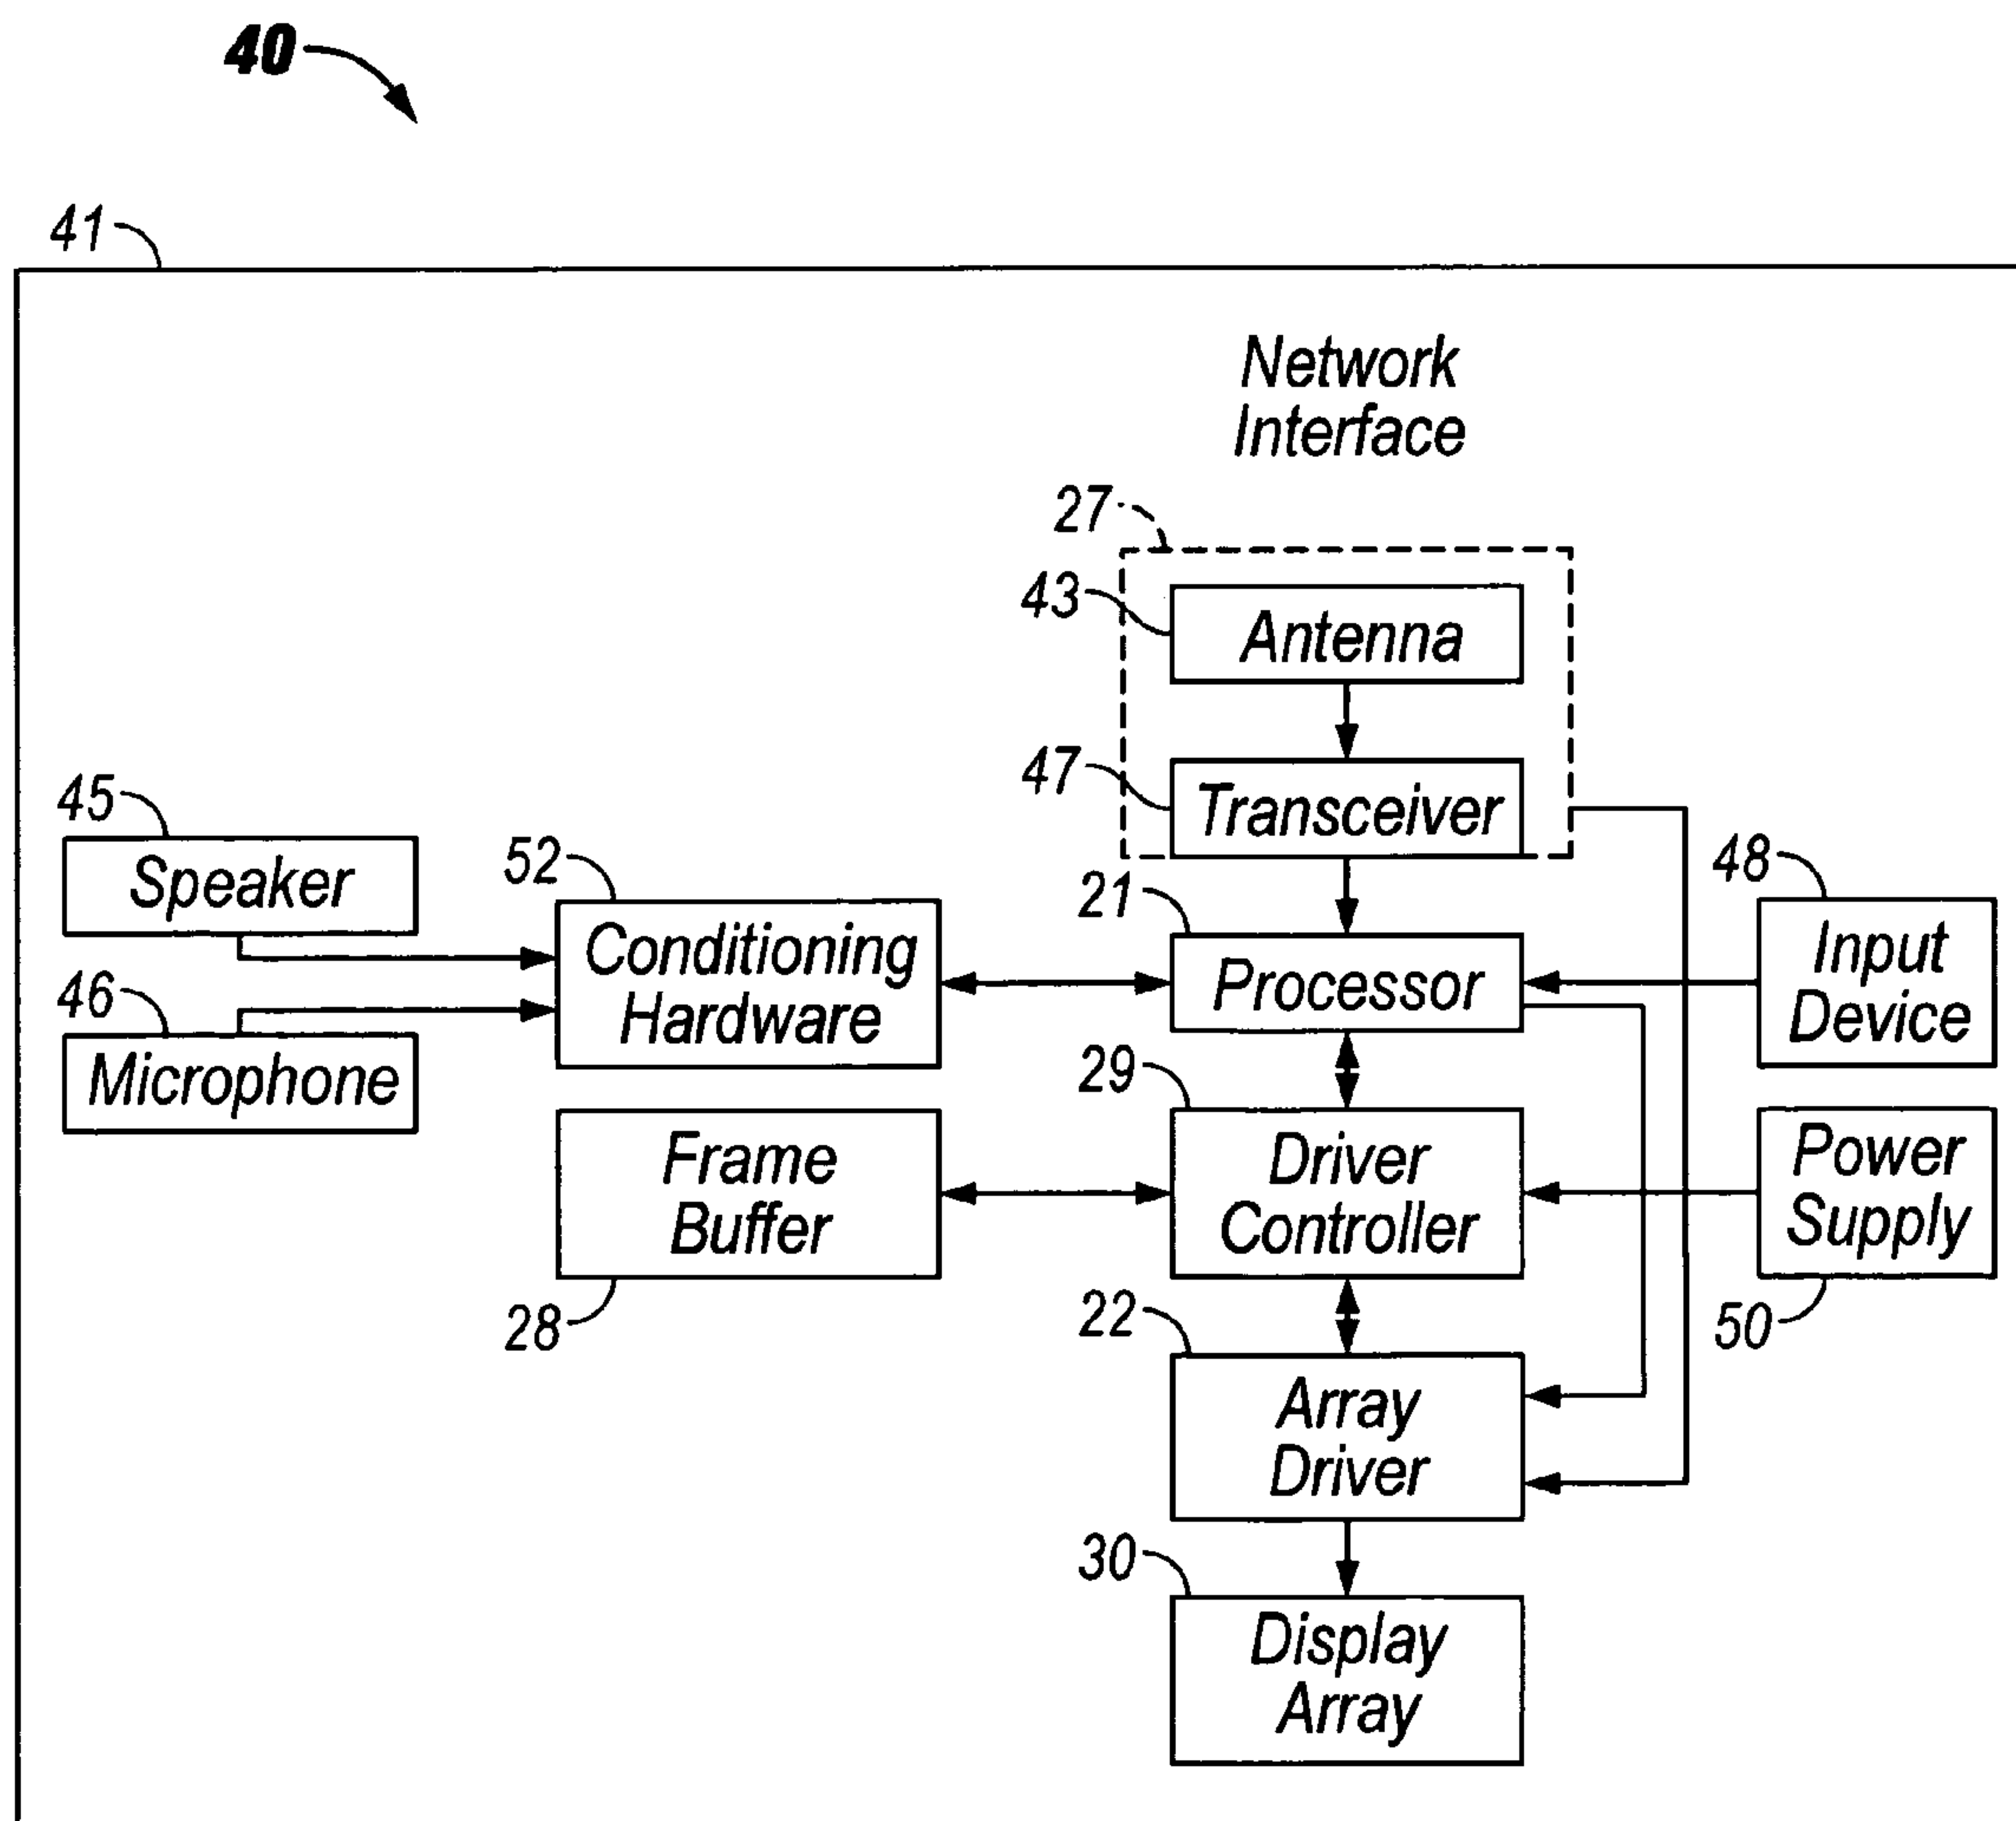 40
41
Network
Interface
27
43
Antenna
47
Transceiver
45
Speaker
52
Conditioning
Hardware
21
Processor
48
Input
Device
46
Microphone
29
Driver
Controller
Frame
Buffer
28
Power
Supply
50
22
Array
Driver
30
Display
Array